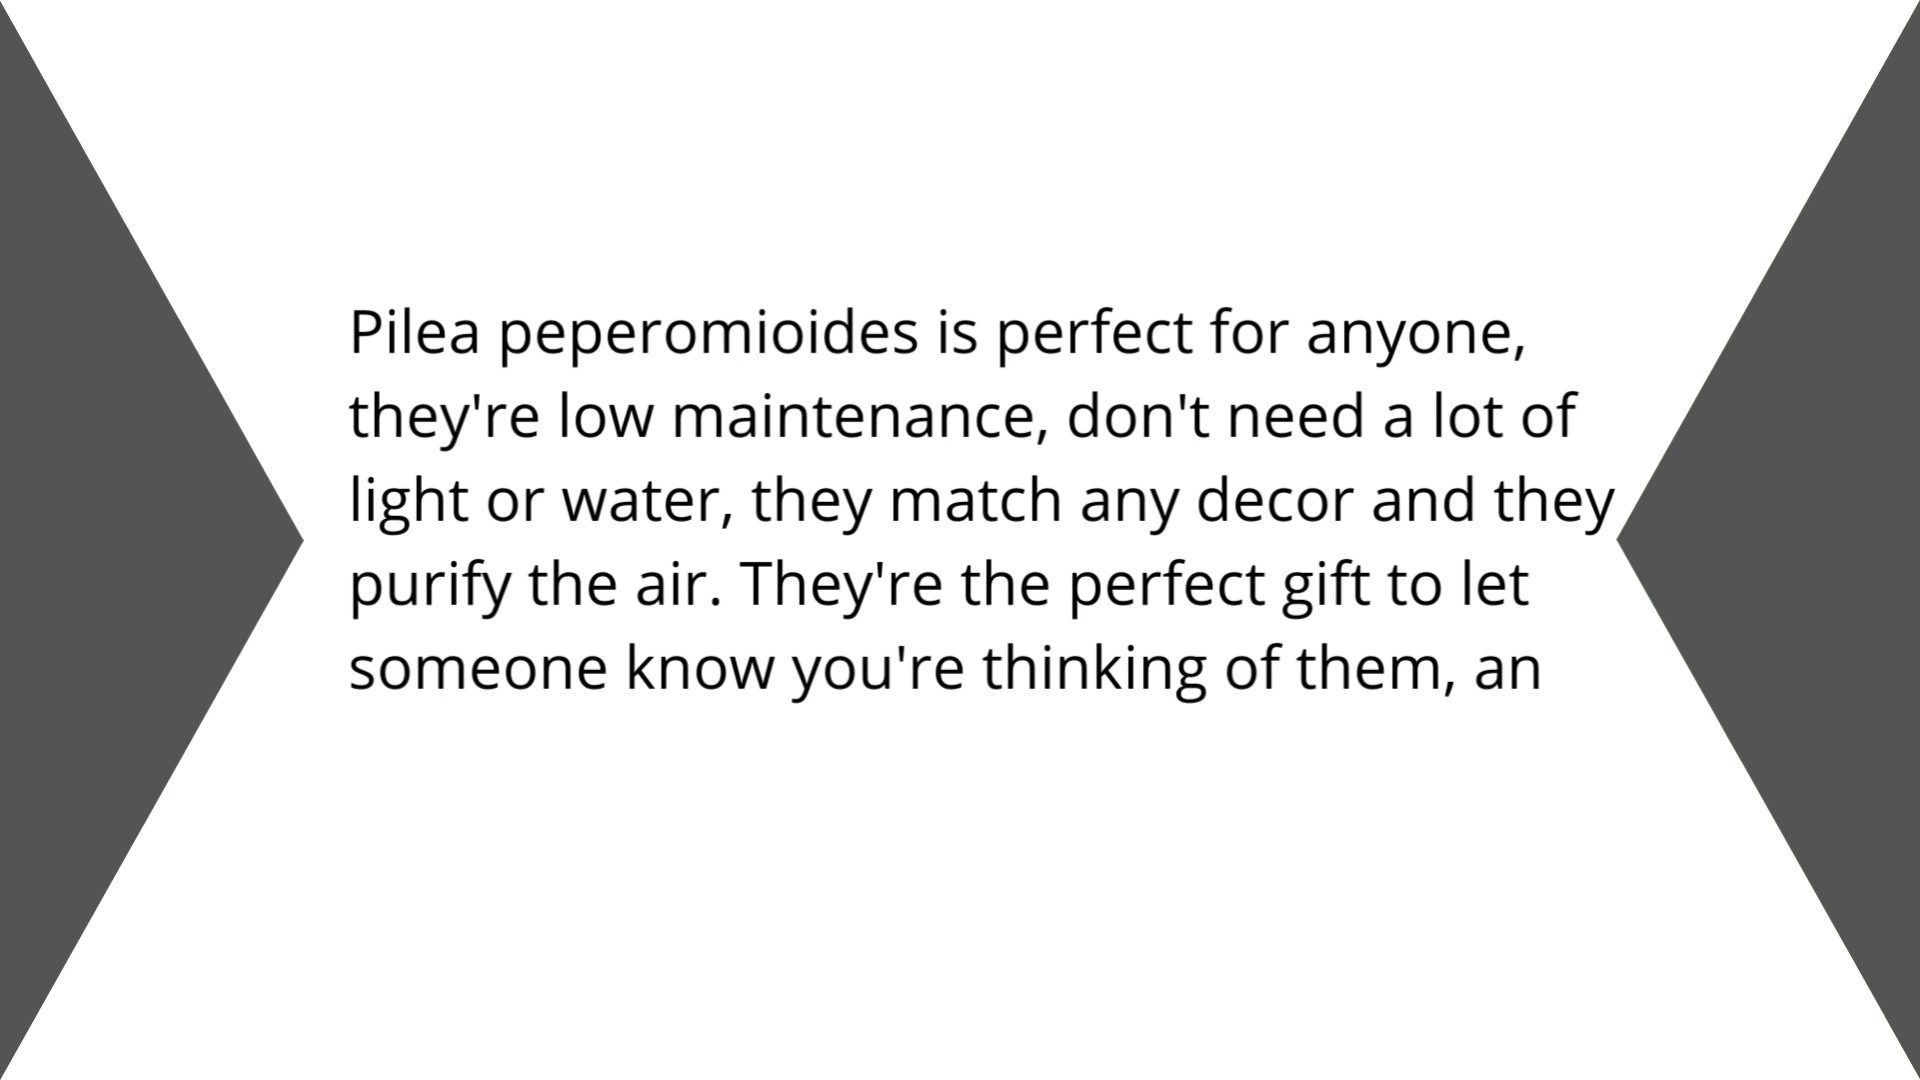 Pilea peperomioides is perfect for anyone,
they're low maintenance, don't need a lot of
light or water, they match any decor and they
purify the air. They're the perfect gift to let
someone know you're thinking of them, an